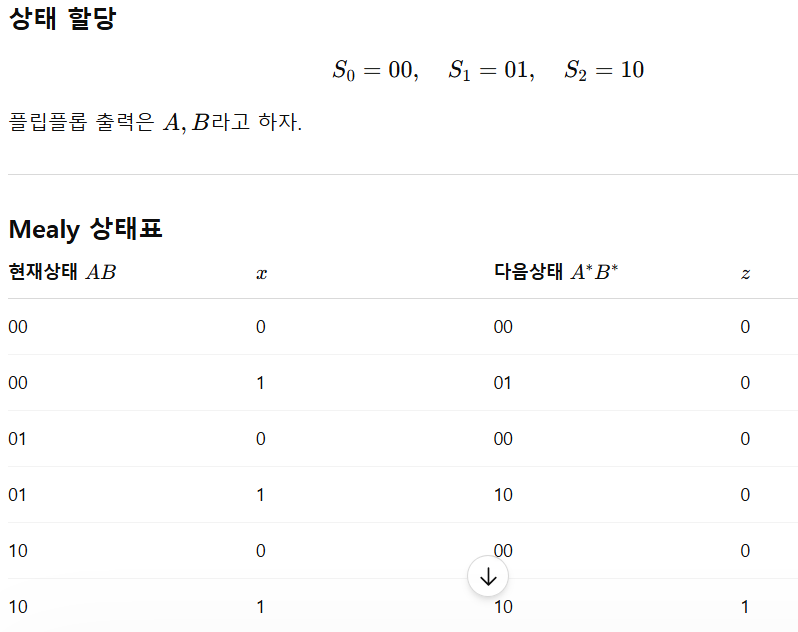 상태 할당
S₀ = 00, S₁ = 01, S₂ = 10
플립플롭 출력은 A, B라고 하자.
Mealy 상태표
현재상태 AB x 다음상태 A*B* z
00 0 00 0
00 1 01 0
01 0 00 0
01 1 10 0
10 0 00 0
10 1 10 1